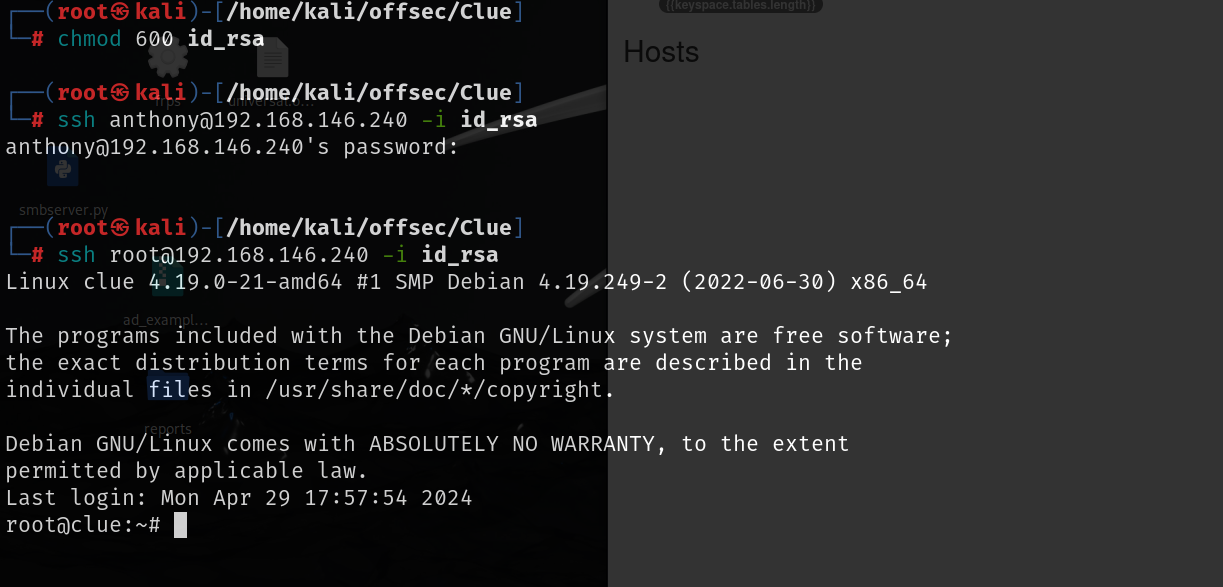 ┌──(root㉿kali)-[/home/kali/offsec/Clue]
└─# chmod 600 id_rsa
┌──(root㉿kali)-[/home/kali/offsec/Clue]
└─# ssh anthony@192.168.146.240 -i id_rsa
anthony@192.168.146.240's password:
┌──(root㉿kali)-[/home/kali/offsec/Clue]
└─# ssh root@192.168.146.240 -i id_rsa
Linux clue 4.19.0-21-amd64 #1 SMP Debian 4.19.249-2 (2022-06-30) x86_64
The programs included with the Debian GNU/Linux system are free software;
the exact distribution terms for each program are described in the
individual files in /usr/share/doc/*/copyright.
Debian GNU/Linux comes with ABSOLUTELY NO WARRANTY, to the extent
permitted by applicable law.
Last login: Mon Apr 29 17:57:54 2024
root@clue:~#
{{keyspace.tables.length}}
Hosts
smbserver.py
ad_exampl...
reports